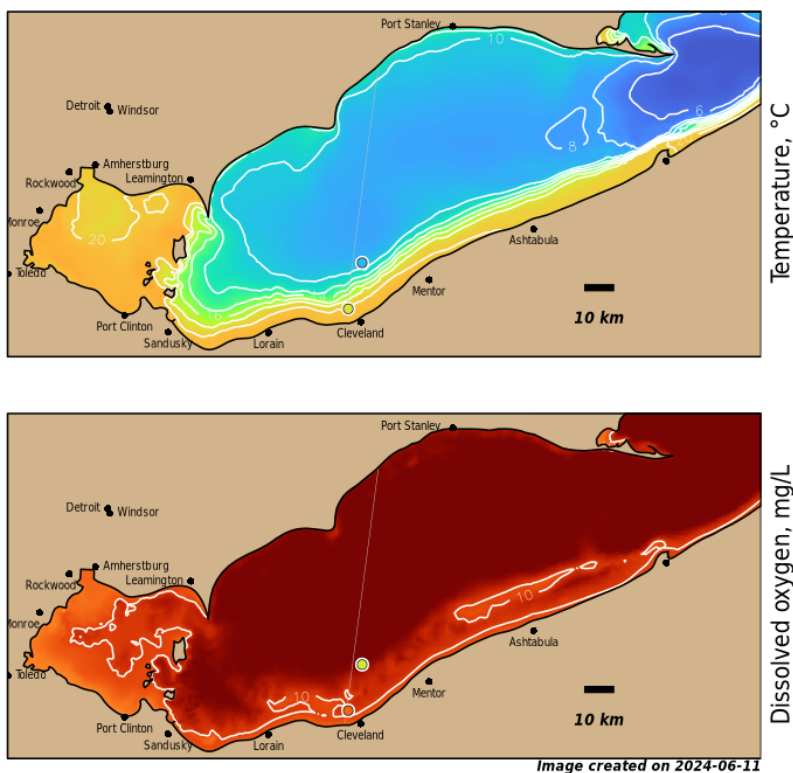 Port Stanley
10
Detroit
Windsor
6
8
Amherstburg
Rockwood
Leamington
Monroe
20
Ashtabula
Toledo
Mentor
10 km
Port Clinton
Cleveland
Sandusky
Lorain
Temperature, °C
Port Stanley
Detroit
Windsor
Amherstburg
Rockwood
Leamington
10
Monroe
Ashtabula
Toledo
Mentor
10
10 km
Port Clinton
Cleveland
Sandusky
Lorain
Dissolved oxygen, mg/L
Image created on 2024-06-11